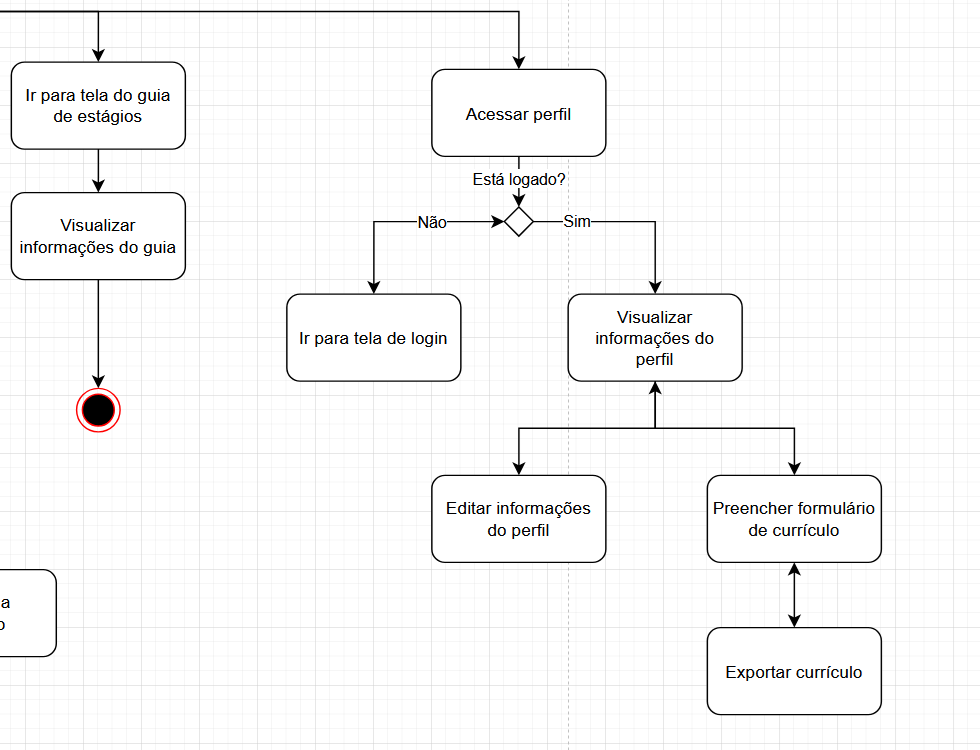 Ir para tela do guia
de estágios
Acessar perfil
Está logado?
Visualizar
informações do guia
Não
Sim
Ir para tela de login
Visualizar
informações do
perfil
Editar informações
do perfil
Preencher formulário
de currículo
a
o
Exportar currículo